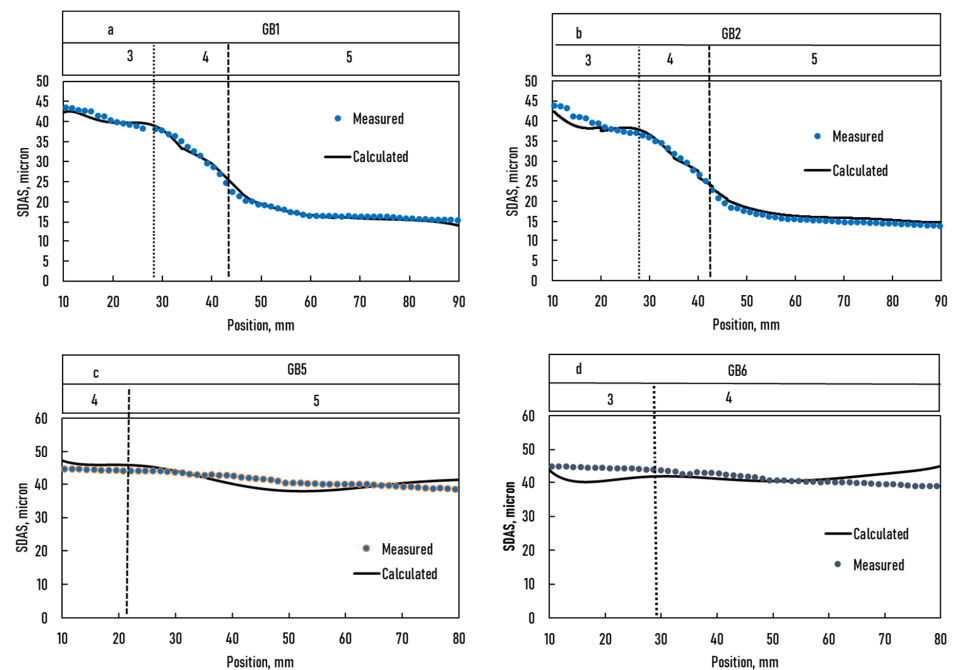 a GB1
3 4 5
50
45
40
35
30
25
20
15
10
5
0
SDAS, micron
Measured
Calculated
10 20 30 40 50 60 70 80 90
Position, mm
b GB2
3 4 5
50
45
40
35
30
25
20
15
10
5
0
SDAS, micron
Measured
Calculated
10 20 30 40 50 60 70 80 90
Position, mm
c GB5
4 5
60
50
40
30
20
10
0
SDAS, micron
Measured
Calculated
10 20 30 40 50 60 70 80
Position, mm
d GB6
3 4
60
50
40
30
20
10
0
SDAS, micron
Calculated
Measured
10 20 30 40 50 60 70 80
Position, mm